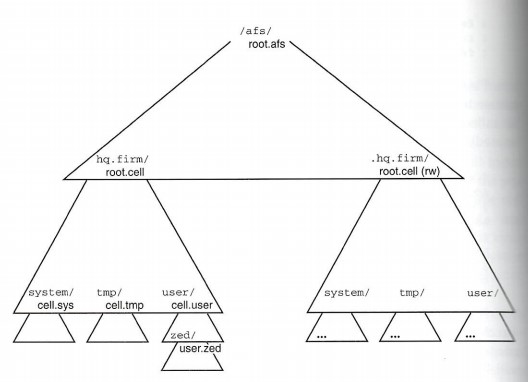 /afs/
root.afs
hq.firm/
root.cell
.hq.firm/
root.cell (rw)
system/
cell.sys
tmp/
cell.tmp
user/
cell.user
zed/
user.zed
system/
...
tmp/
...
user/
...